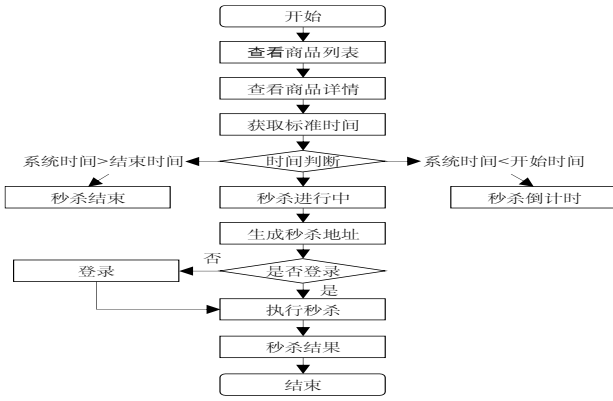 开始
查看商品列表
查看商品详情
获取标准时间
系统时间>结束时间
时间判断
系统时间<开始时间
秒杀结束
秒杀进行中
秒杀倒计时
生成秒杀地址
否
登录
是否登录
是
执行秒杀
秒杀结果
结束